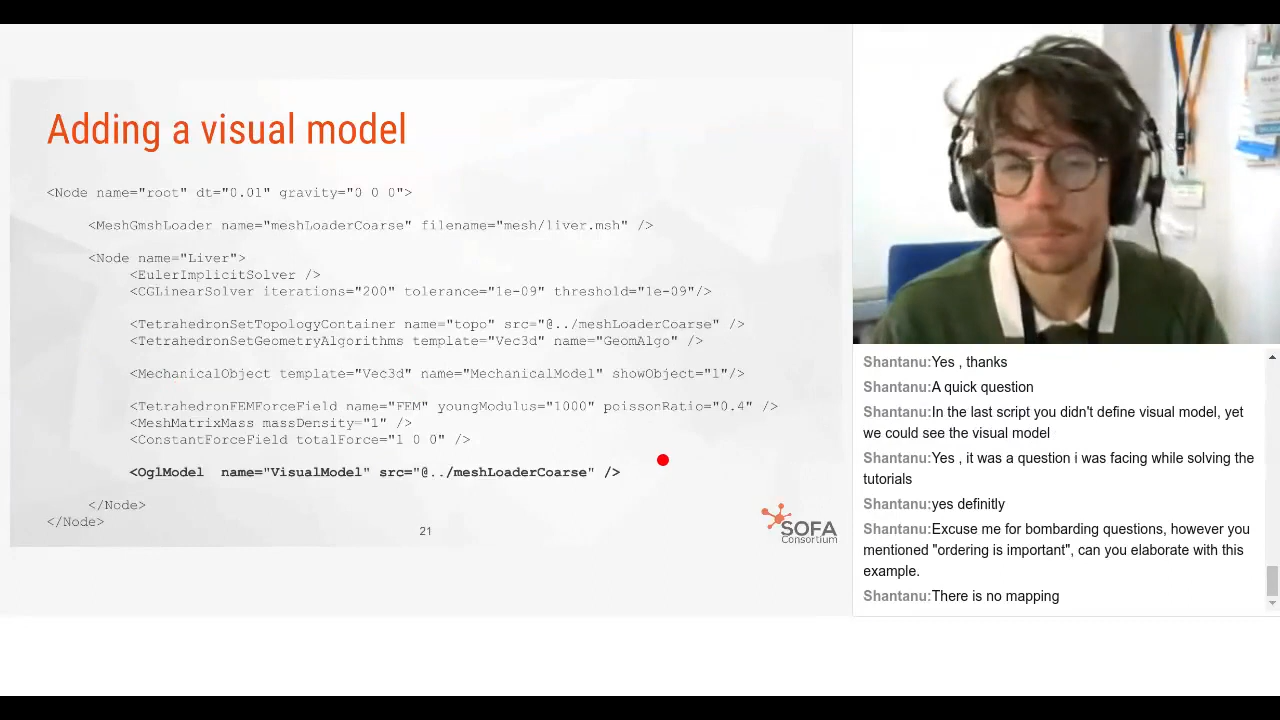 Adding a visual model
<Node name="root" dt="0.01" gravity="0 0 0">
<MeshGmshLoader name="meshLoaderCoarse" filename="mesh/liver.msh" />
<Node name="Liver">
<EulerImplicitSolver />
<CGLinearSolver iterations="200" tolerance="1e-09" threshold="1e-09"/>
<TetrahedronSetTopologyContainer name="topo" src="@../meshLoaderCoarse" />
<TetrahedronSetGeometryAlgorithms template="Vec3d" name="GeomAlgo" />
<MechanicalObject template="Vec3d" name="MechanicalModel" showObject="1"/>
<TetrahedronFEMForceField name="FEM" youngModulus="1000" poissonRatio="0.4" />
<MeshMatrixMass massDensity="1" />
<ConstantForceField totalForce="1 0 0" />
<OglModel name="VisualModel" src="@../meshLoaderCoarse" />
</Node>
</Node>
21
SOFA
Consortium
Shantanu:Yes , thanks
Shantanu:A quick question
Shantanu:In the last script you didn't define visual model, yet
we could see the visual model
Shantanu:Yes , it was a question i was facing while solving the
tutorials
Shantanu:yes definitly
Shantanu:Excuse me for bombarding questions, however you
mentioned "ordering is important", can you elaborate with this
example.
Shantanu:There is no mapping